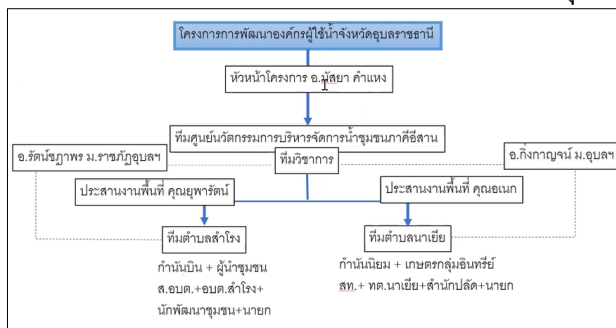 โครงการการพัฒนาองค์กรผู้ใช้น้ำจังหวัดอุบลราชธานี
หัวหน้าโครงการ อ.นัสยา คำแหง
ทีมศูนย์นวัตกรรมการบริหารจัดการน้ำชุมชนภาคีอีสาน
ทีมวิชาการ
อ.รัตน์ชฎาพร ม.ราชภัฏอุบลฯ
อ.กิ่งกาญจน์ ม.อุบลฯ
ประสานงานพื้นที่ คุณยุพารัตน์
ประสานงานพื้นที่ คุณอเนก
ทีมตำบลสำโรง
ทีมตำบลนาเยีย
กำนันบิน + ผู้นำชุมชน
ส.อบต.+อบต.สำโรง+
นักพัฒนาชุมชน+นายก
กำนันนิยม + เกษตรกลุ่มอินทรีย์
สท.+ ทต.นาเยีย+สำนักปลัด+นายก